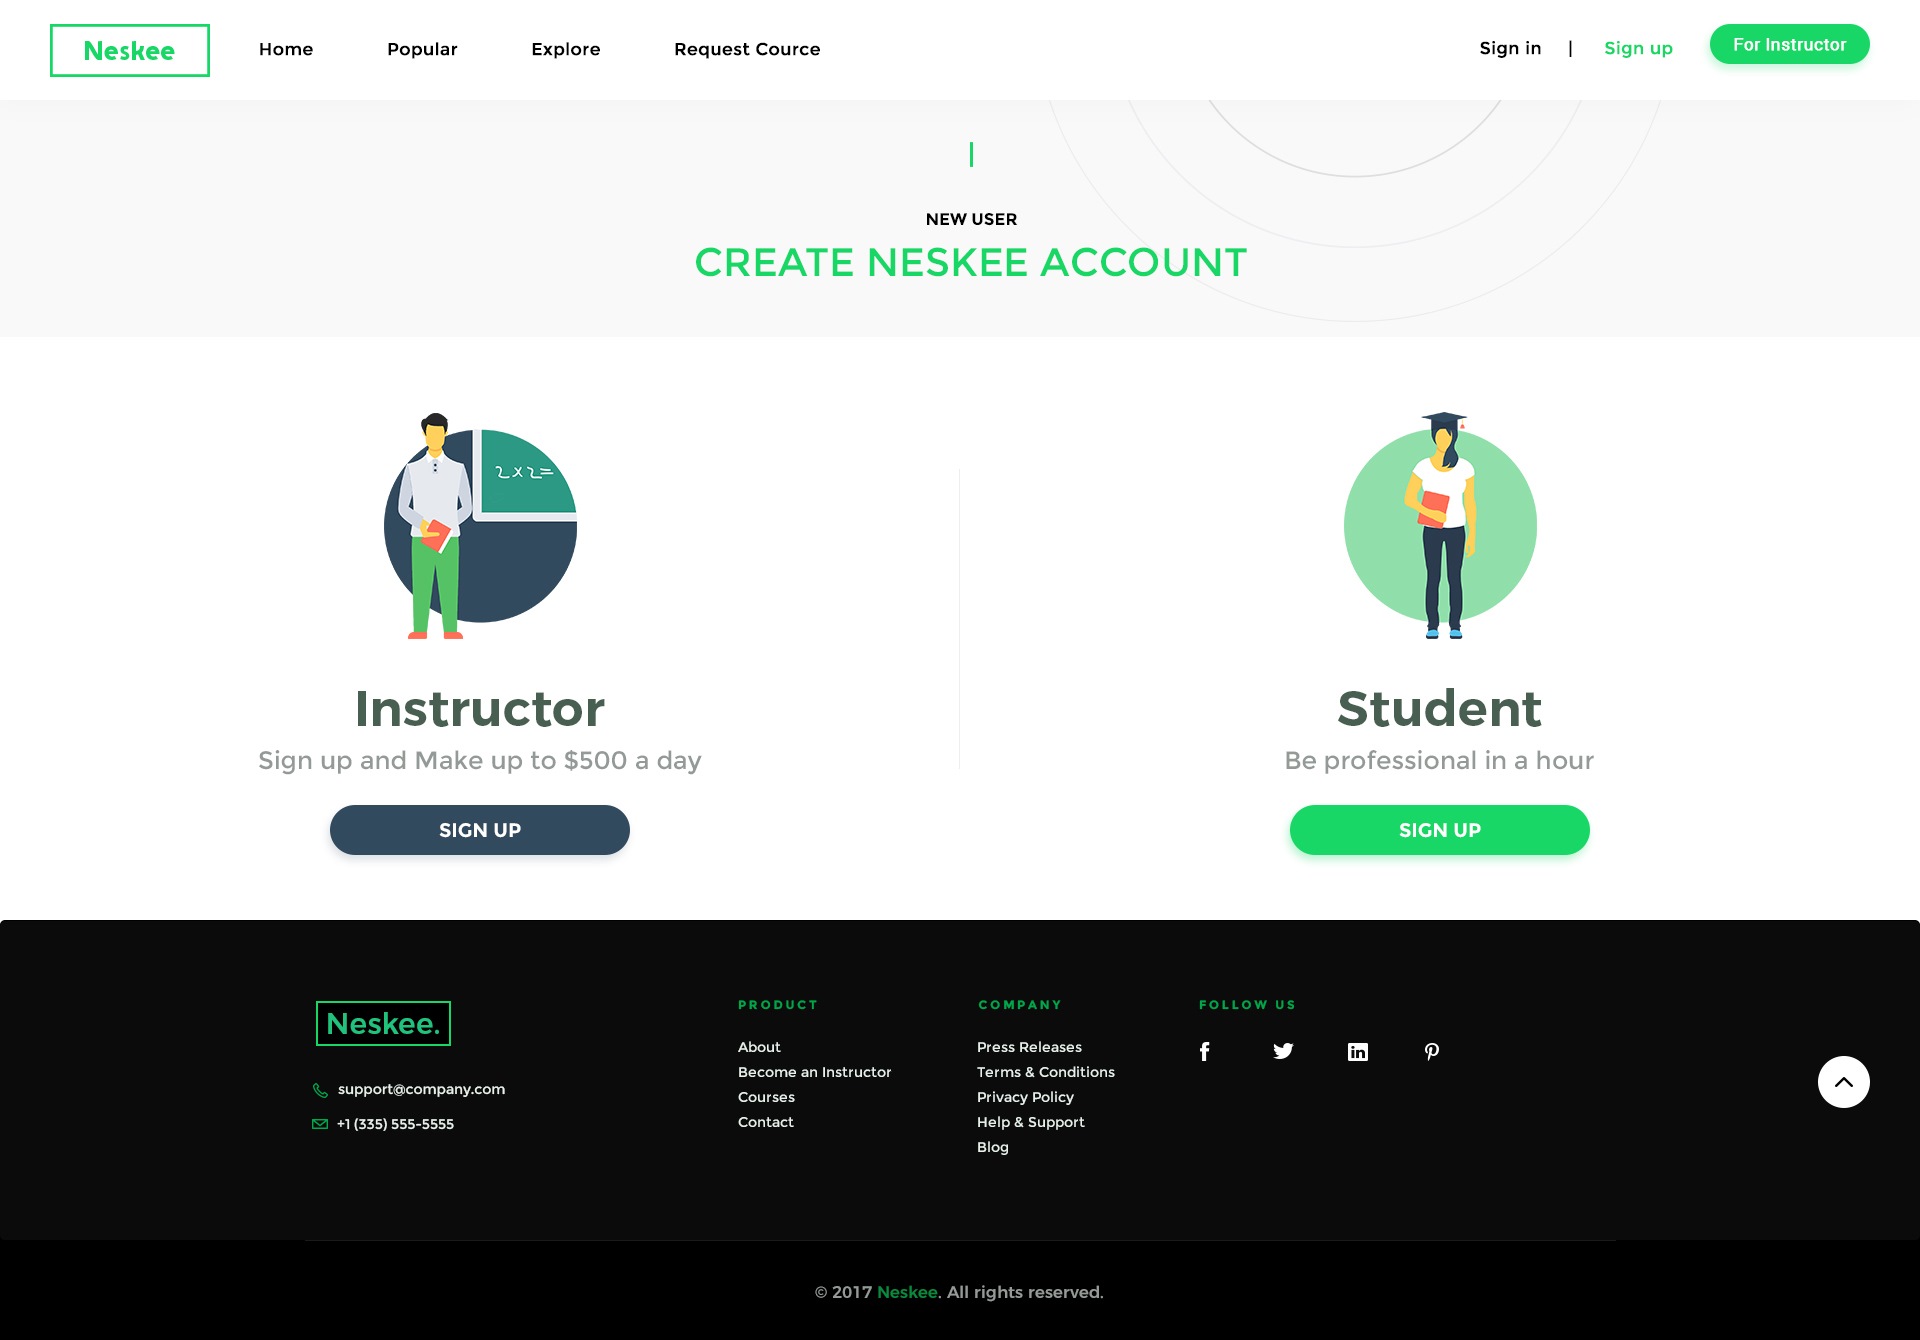 Neskee
Home
Popular
Explore
Request Cource
Sign in
|
Sign up
For Instructor
NEW USER
CREATE NESKEE ACCOUNT
2 x 2 =
Instructor
Sign up and Make up to $500 a day
SIGN UP
Student
Be professional in a hour
SIGN UP
Neskee.
support@company.com
+1 (335) 555-5555
PRODUCT
About
Become an Instructor
Courses
Contact
COMPANY
Press Releases
Terms & Conditions
Privacy Policy
Help & Support
Blog
FOLLOW US
© 2017 Neskee. All rights reserved.